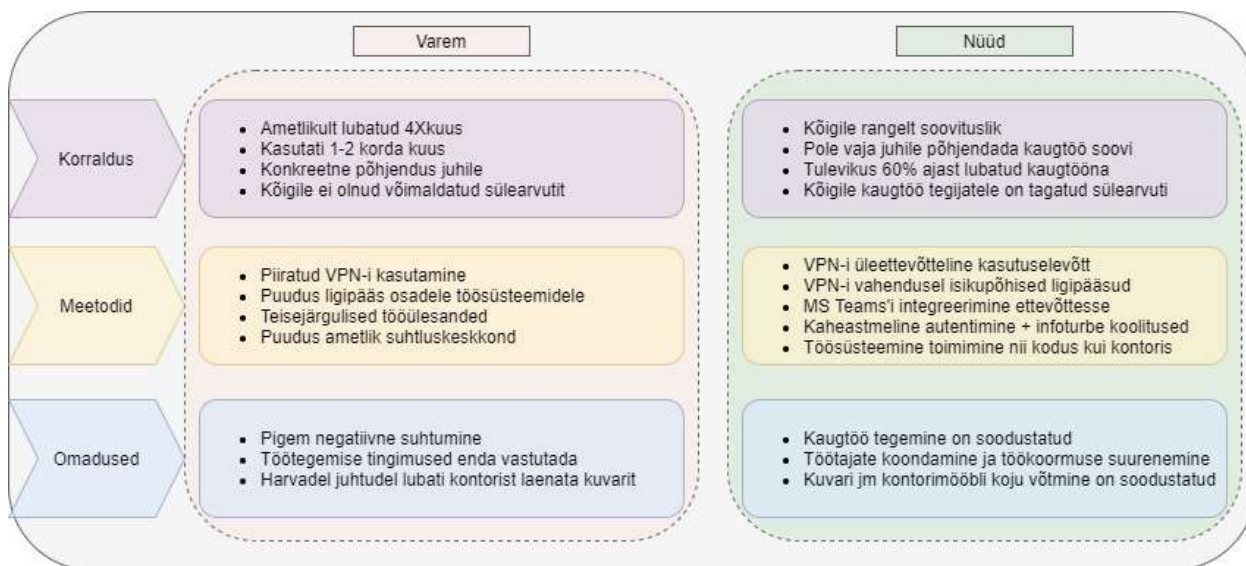 Varem
Nüüd
Korraldus
• Ametlikult lubatud 4Xkuus
• Kasutati 1-2 korda kuus
• Konkreetne põhjendus juhile
• Kõigile ei olnud võimaldatud sülearvutit
• Kõigile rangelt soovituslik
• Pole vaja juhile põhjendada kaugtöö soovi
• Tulevikus 60% ajast lubatud kaugtööna
• Kõigile kaugtöö tegijatele on tagatud sülearvuti
Meetodid
• Piiratud VPN-i kasutamine
• Puudus ligipääs osadele töösüsteemidele
• Teisejärgulised tööülesanded
• Puudus ametlik suhtluskeskkond
• VPN-i üleettevõtteline kasutuselevõtt
• VPN-i vahendusel isikupõhised ligipääsud
• MS Teams'i integreerimine ettevõttesse
• Kaheastmeline autentimine + infoturbe koolitused
• Töösüsteemine toimimine nii kodus kui kontoris
Omadused
• Pigem negatiivne suhtumine
• Töötegemise tingimused enda vastutada
• Harvadel juhtudel lubati kontorist laenata kuvarit
• Kaugtöö tegemine on soodustatud
• Töötajate koondamine ja töökoormuse suurenemine
• Kuvari jm kontorimööbli koju võtmine on soodustatud